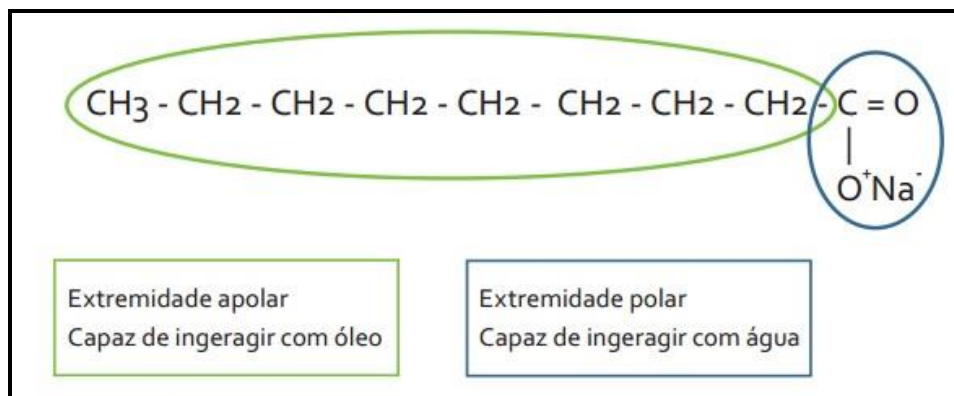 CH3 - CH2 - CH2 - CH2 - CH2 - CH2 - CH2 - CH2 - C = O
|
O⁺Na⁻
Extremidade apolar
Capaz de ingeragir com óleo
Extremidade polar
Capaz de ingeragir com água